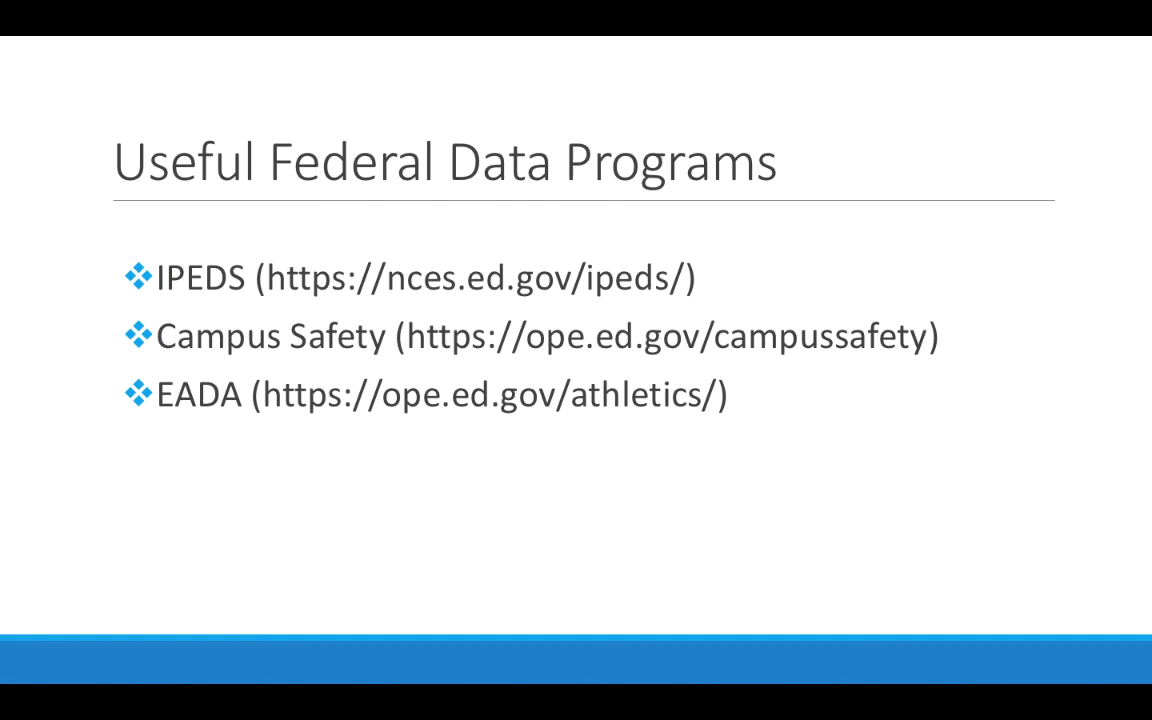 Useful Federal Data Programs
❖IPEDS (https://nces.ed.gov/ipeds/)
❖Campus Safety (https://ope.ed.gov/campussafety)
❖EADA (https://ope.ed.gov/athletics/)